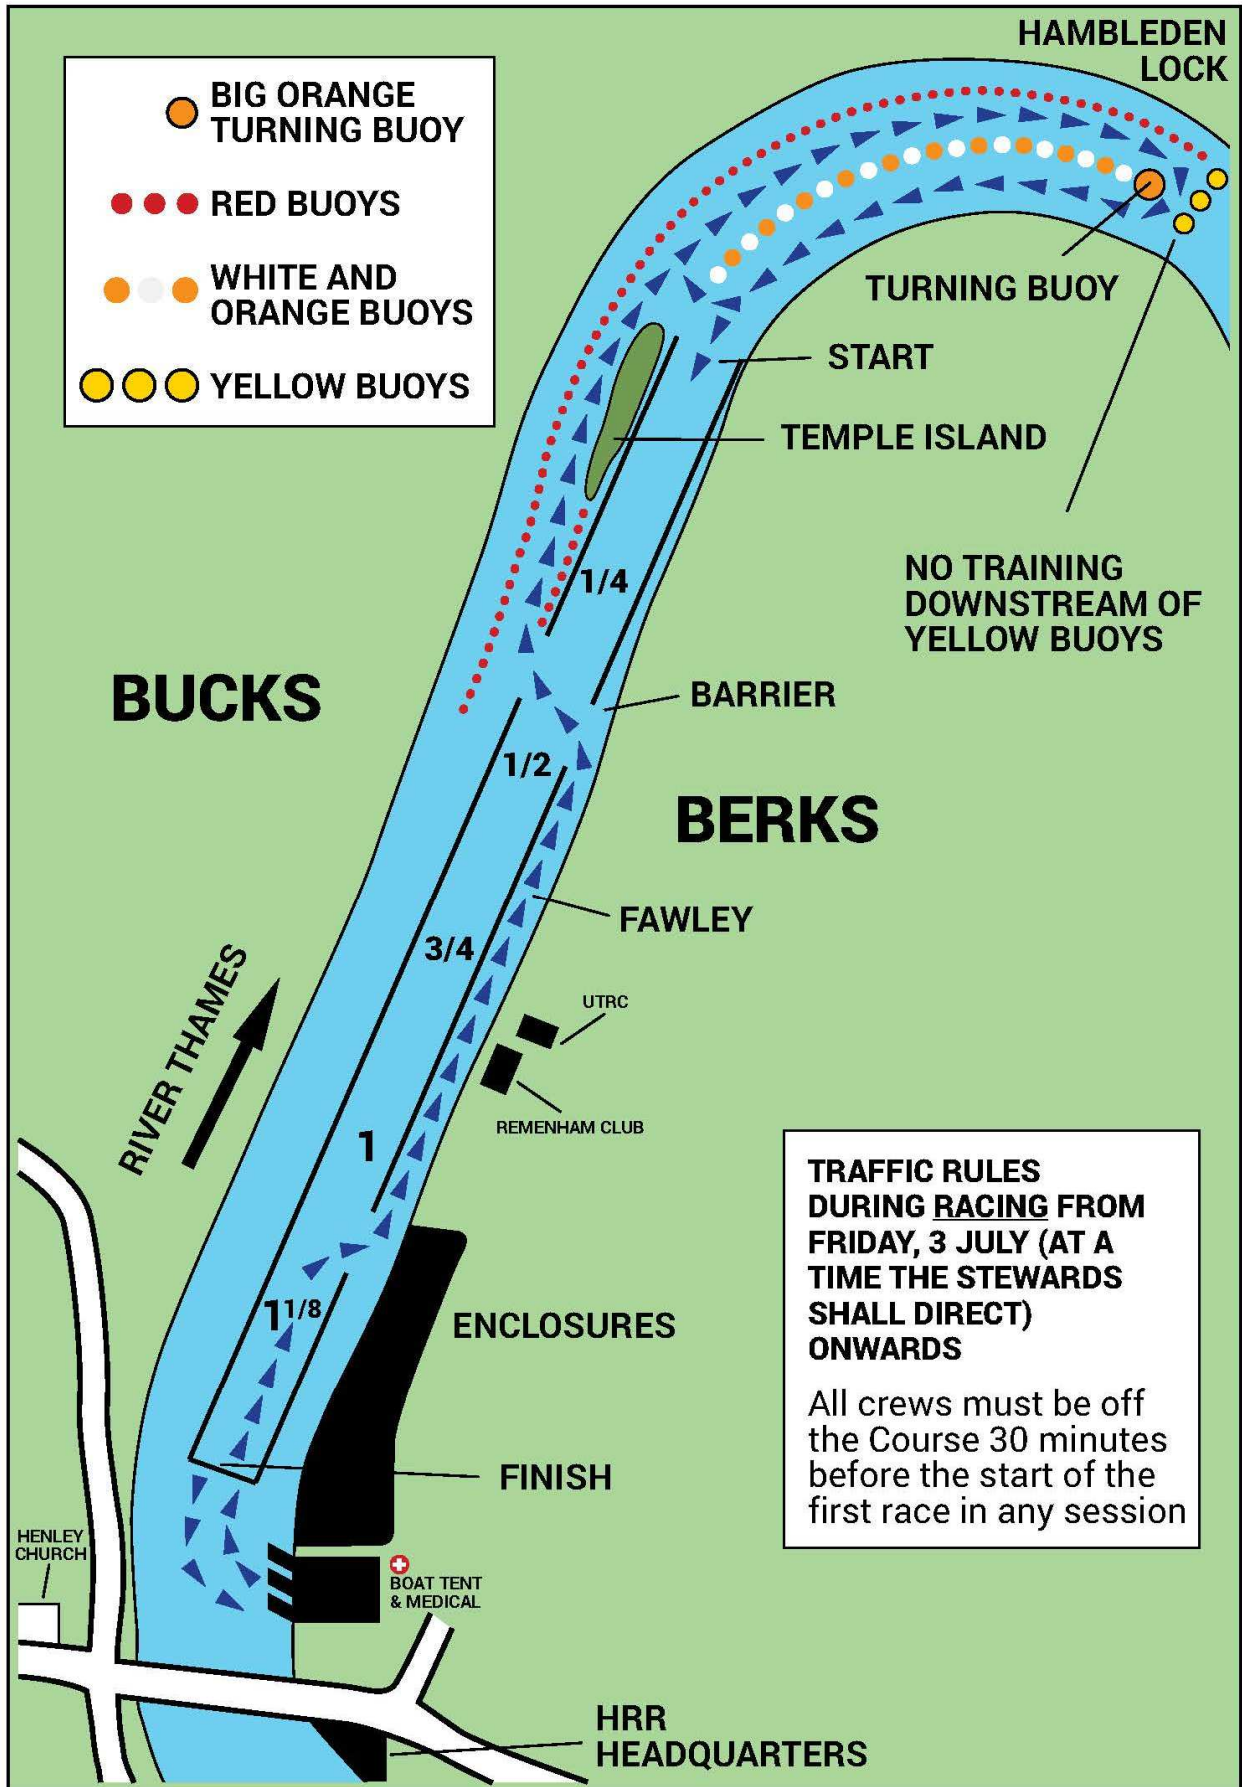 HAMBLEDEN
LOCK
BIG ORANGE
TURNING BUOY
RED BUOYS
WHITE AND
ORANGE BUOYS
YELLOW BUOYS
TURNING BUOY
START
TEMPLE ISLAND
NO TRAINING
DOWNSTREAM OF
YELLOW BUOYS
1/4
BUCKS
BARRIER
1/2
BERKS
FAWLEY
3/4
RIVER THAMES
UTRC
REMENHAM CLUB
1
1 1/8
ENCLOSURES
TRAFFIC RULES
DURING RACING FROM
FRIDAY, 3 JULY (AT A
TIME THE STEWARDS
SHALL DIRECT)
ONWARDS
All crews must be off
the Course 30 minutes
before the start of the
first race in any session
FINISH
HENLEY
CHURCH
BOAT TENT
& MEDICAL
HRR
HEADQUARTERS